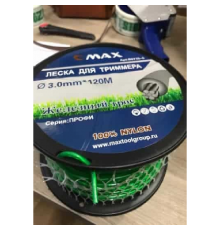 MAX
ЛЕСКА ДЛЯ ТРИММЕРА
Ø 3.0mm*120M
Серия: ПРОФИ
100% NYLON
www.maxtoolgroup.ru